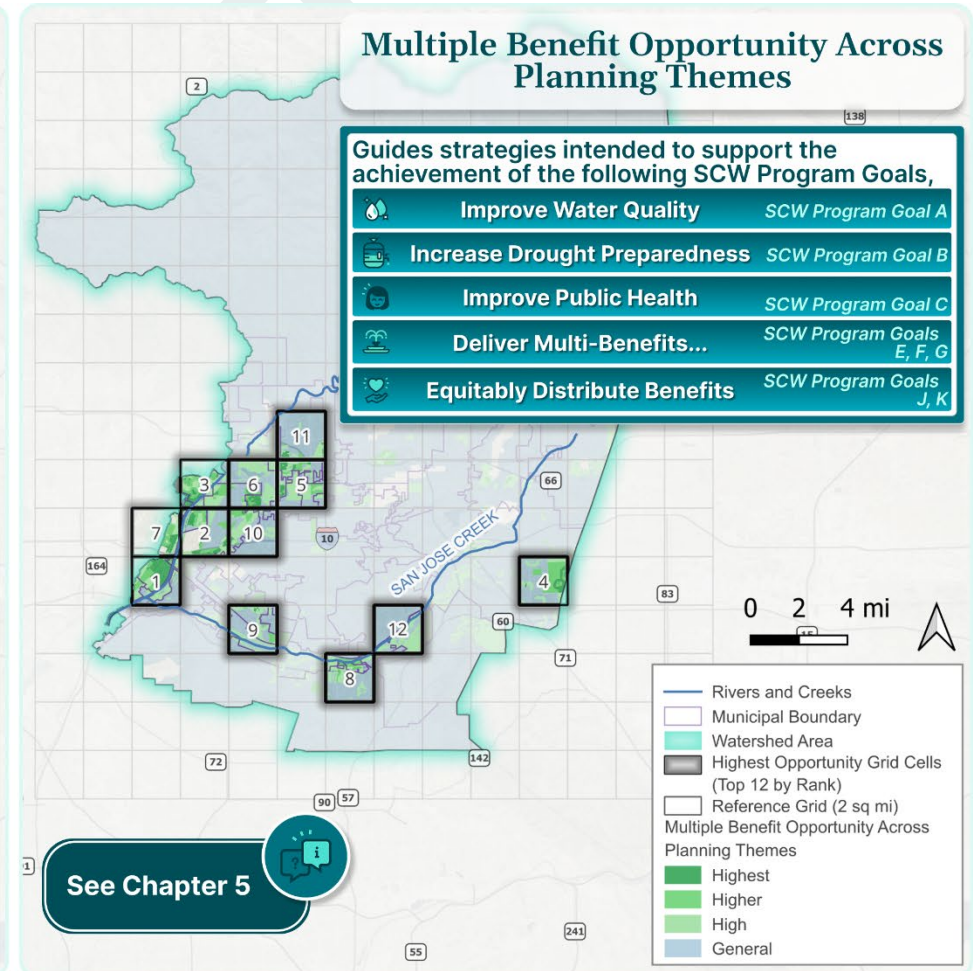 Multiple Benefit Opportunity Across
Planning Themes
Guides strategies intended to support the
achievement of the following SCW Program Goals,
Improve Water Quality SCW Program Goal A
Increase Drought Preparedness SCW Program Goal B
Improve Public Health SCW Program Goal C
Deliver Multi-Benefits... SCW Program Goals
E, F, G
Equitably Distribute Benefits SCW Program Goals
J, K
2
138
11
3 6 5
66
7 2 10
10
SAN JOSE CREEK
164
1
4
83
9
12
60
71
8
72
142
90 57
55
241
0 2 4 mi
15
Rivers and Creeks
Municipal Boundary
Watershed Area
Highest Opportunity Grid Cells
(Top 12 by Rank)
Reference Grid (2 sq mi)
Multiple Benefit Opportunity Across
Planning Themes
Highest
Higher
High
General
See Chapter 5
? i